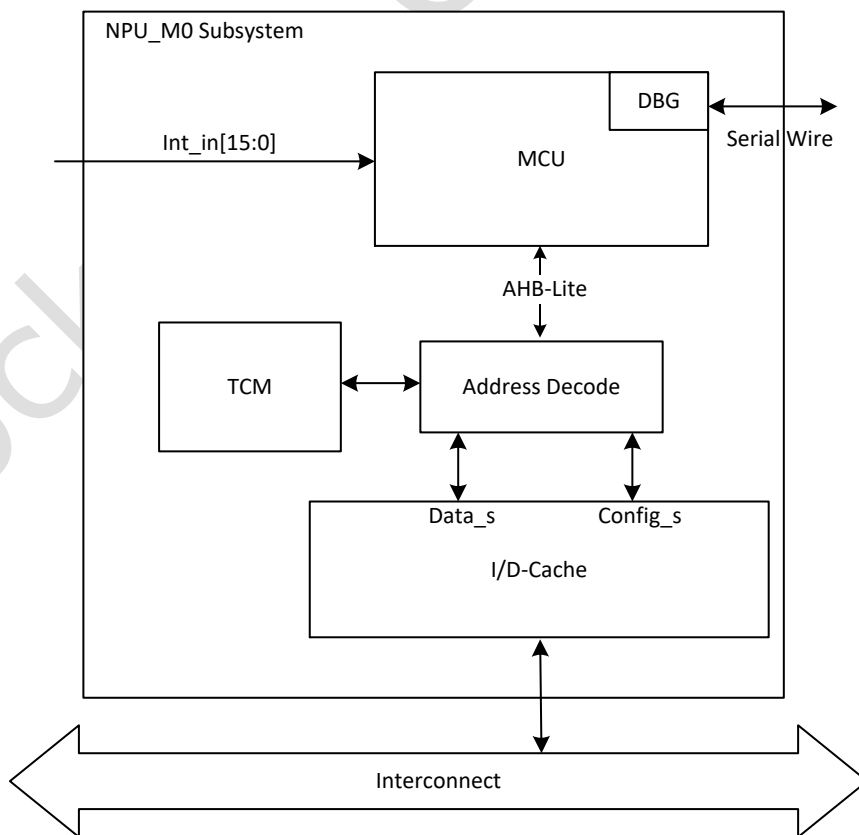 NPU_M0 Subsystem
DBG
Int_in[15:0]
Serial Wire
MCU
AHB-Lite
TCM
Address Decode
Data_s
Config_s
I/D-Cache
Interconnect